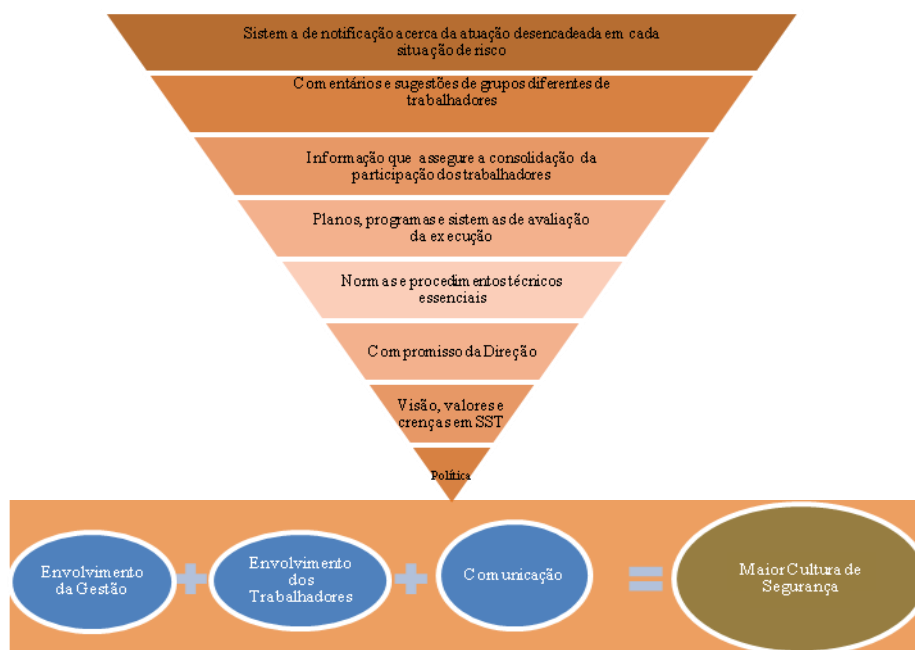 Sistema de notificação acerca da atuação desencadeada em cada
situação de risco
Comentários e sugestões de grupos diferentes de
trabalhadores
Informação que assegure a consolidação da
participação dos trabalhadores
Planos, programas e sistemas de avaliação
da execução
Normas e procedimentos técnicos
essenciais
Compromisso da Direção
Visão, valores e
crenças em SST
Política
Envolvimento
da Gestão
+
Envolvimento
dos
Trabalhadores
+
Comunicação
=
Maior Cultura de
Segurança